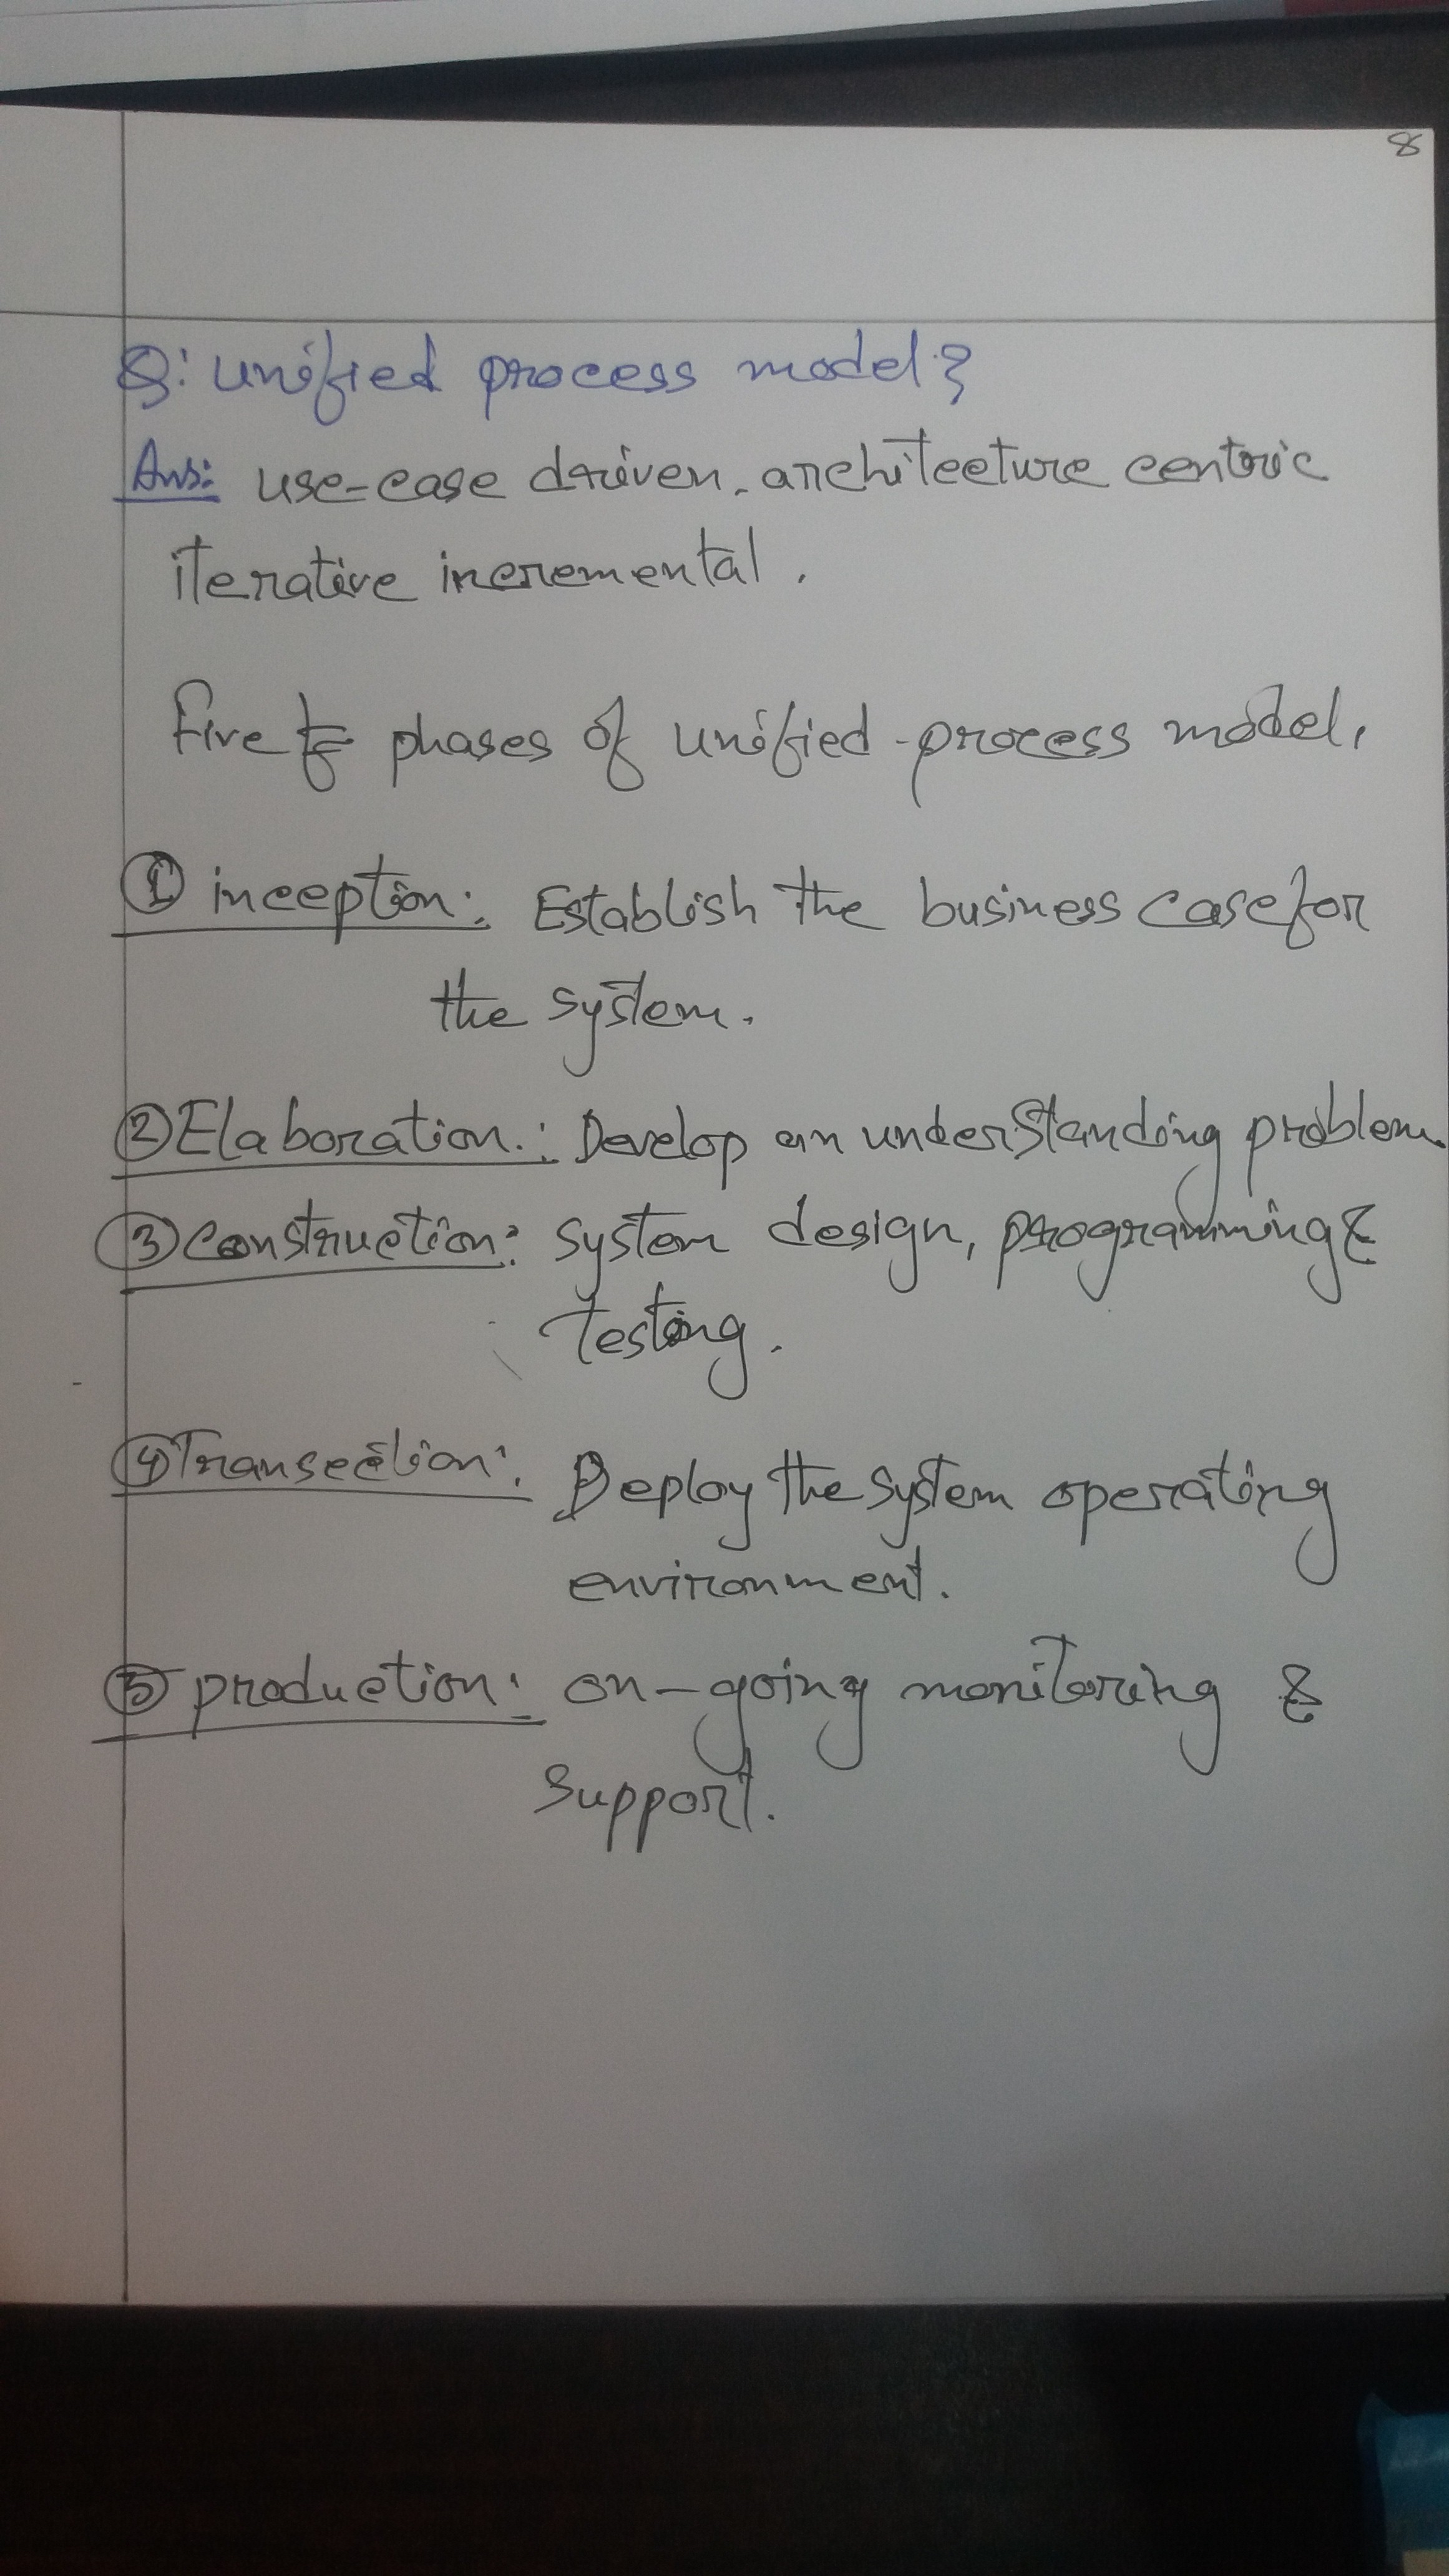 8
Q: unified process model?
Ans: use-case driven, architecture centric
iterative incremental.
Five phases of unified process model,
① inception: Establish the business case for
the system.
② Elaboration: Develop an understanding problem.
③ construction: system design, programming &
Testing.
④ Transection: Deploy the system operating
environment.
⑤ production: on-going monitoring &
Support.